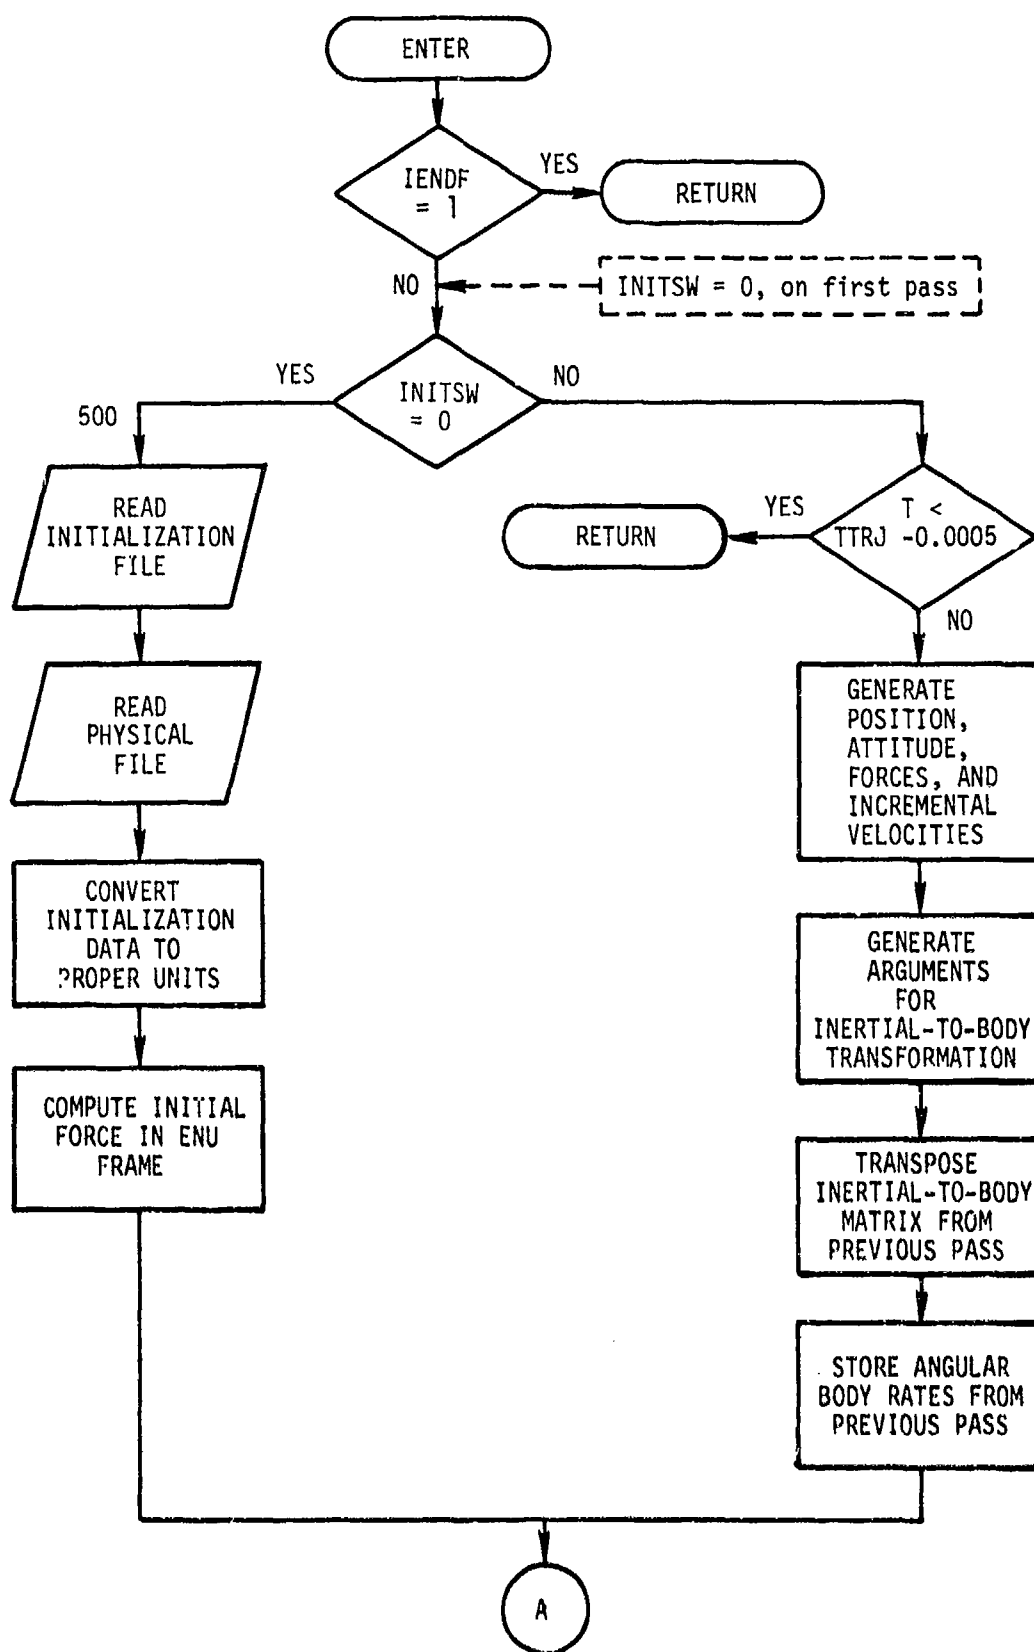 ENTER
IENDF
= 1
YES
RETURN
NO
INITSW = 0, on first pass
YES
INITSW
= 0
NO
500
READ
INITIALIZATION
FILE
RETURN
YES
T <
TTRJ -0.0005
NO
READ
PHYSICAL
FILE
GENERATE
POSITION,
ATTITUDE,
FORCES, AND
INCREMENTAL
VELOCITIES
CONVERT
INITIALIZATION
DATA TO
PROPER UNITS
GENERATE
ARGUMENTS
FOR
INERTIAL-TO-BODY
TRANSFORMATION
COMPUTE INITIAL
FORCE IN ENU
FRAME
TRANSPOSE
INERTIAL-TO-BODY
MATRIX FROM
PREVIOUS PASS
STORE ANGULAR
BODY RATES FROM
PREVIOUS PASS
A